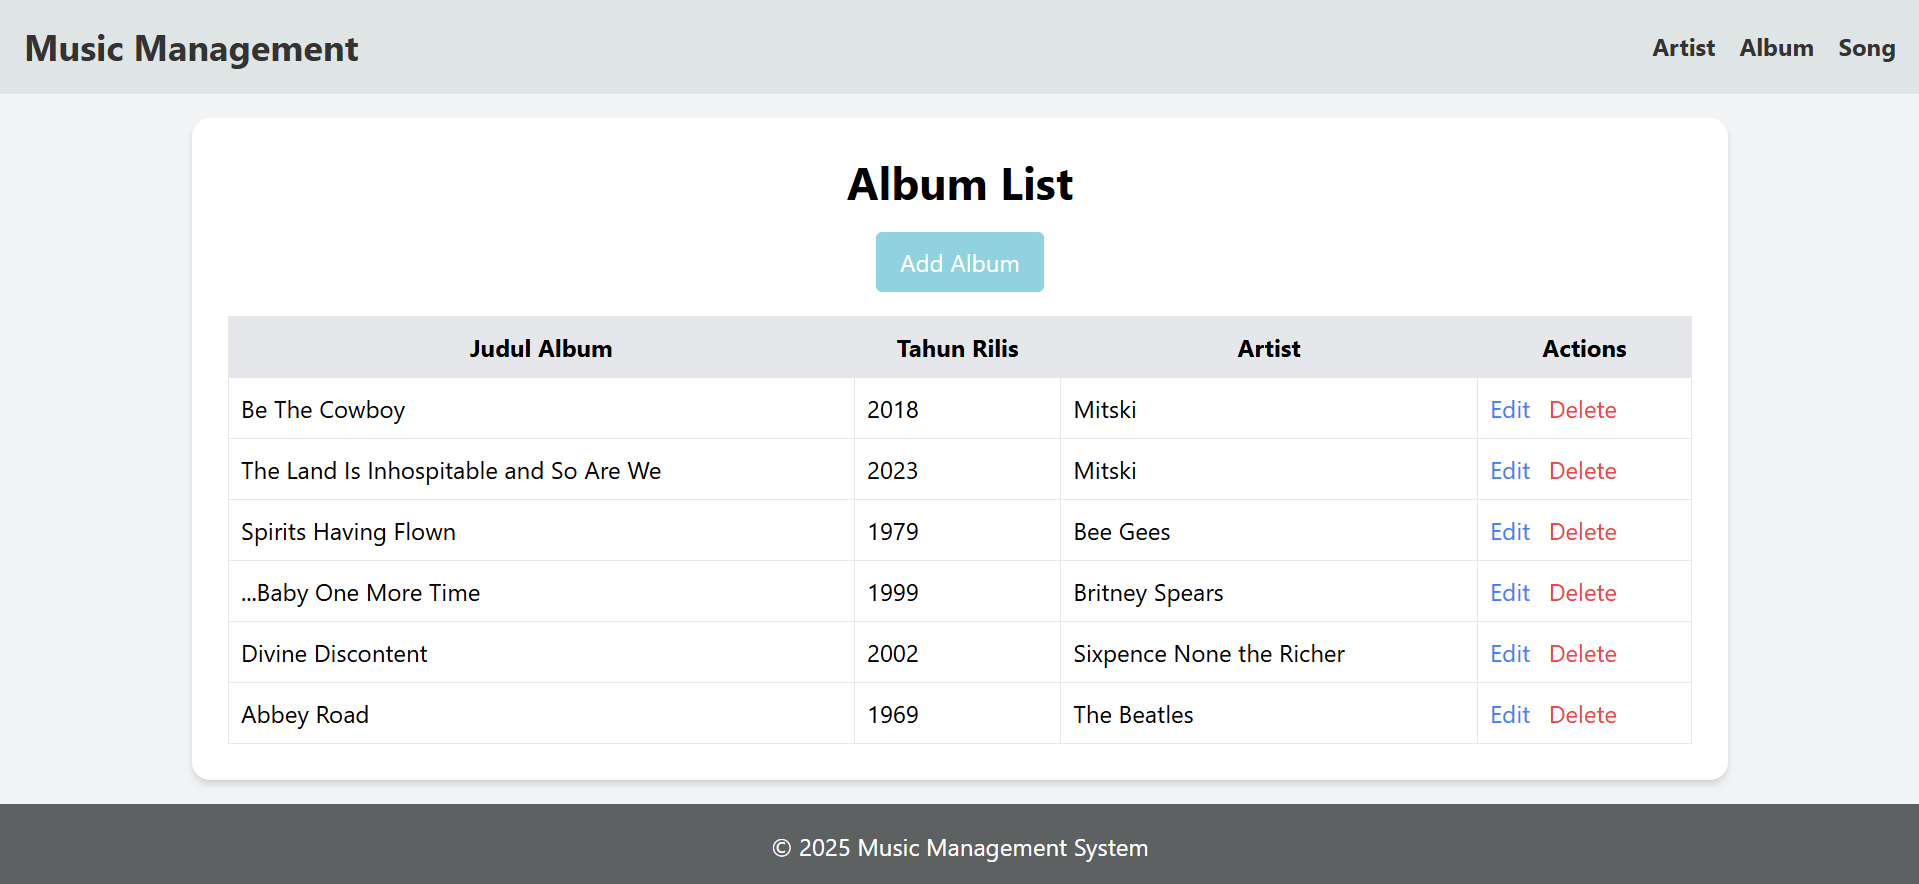 Music Management
Artist Album Song
Album List
Add Album
Judul Album Tahun Rilis Artist Actions
Be The Cowboy 2018 Mitski Edit Delete
The Land Is Inhospitable and So Are We 2023 Mitski Edit Delete
Spirits Having Flown 1979 Bee Gees Edit Delete
...Baby One More Time 1999 Britney Spears Edit Delete
Divine Discontent 2002 Sixpence None the Richer Edit Delete
Abbey Road 1969 The Beatles Edit Delete
© 2025 Music Management System